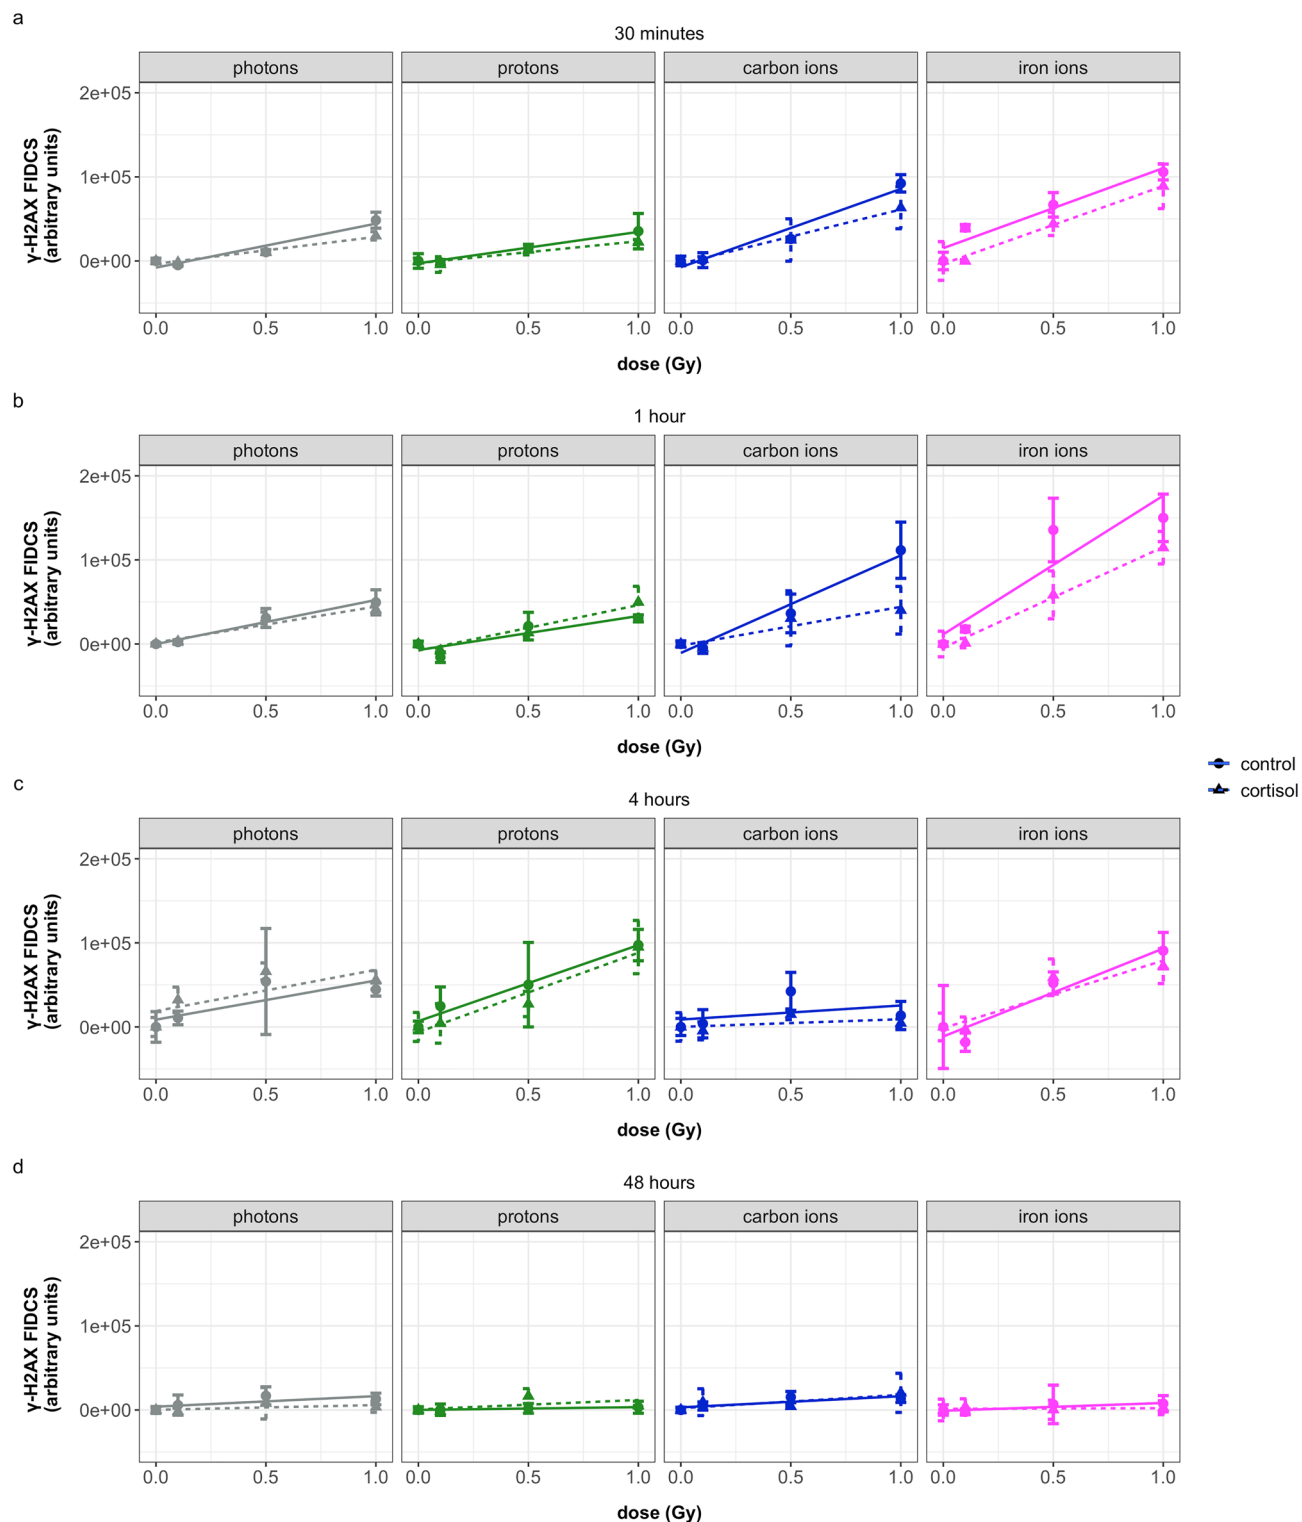 a
30 minutes
photons protons carbon ions iron ions
γ-H2AX FIDCS
(arbitrary units)
2e+05
1e+05
0e+00
0.0 0.5 1.0 0.0 0.5 1.0 0.0 0.5 1.0 0.0 0.5 1.0
dose (Gy)
b
1 hour
photons protons carbon ions iron ions
γ-H2AX FIDCS
(arbitrary units)
2e+05
1e+05
0e+00
0.0 0.5 1.0 0.0 0.5 1.0 0.0 0.5 1.0 0.0 0.5 1.0
dose (Gy)
control
cortisol
c
4 hours
photons protons carbon ions iron ions
γ-H2AX FIDCS
(arbitrary units)
2e+05
1e+05
0e+00
0.0 0.5 1.0 0.0 0.5 1.0 0.0 0.5 1.0 0.0 0.5 1.0
dose (Gy)
d
48 hours
photons protons carbon ions iron ions
γ-H2AX FIDCS
(arbitrary units)
2e+05
1e+05
0e+00
0.0 0.5 1.0 0.0 0.5 1.0 0.0 0.5 1.0 0.0 0.5 1.0
dose (Gy)